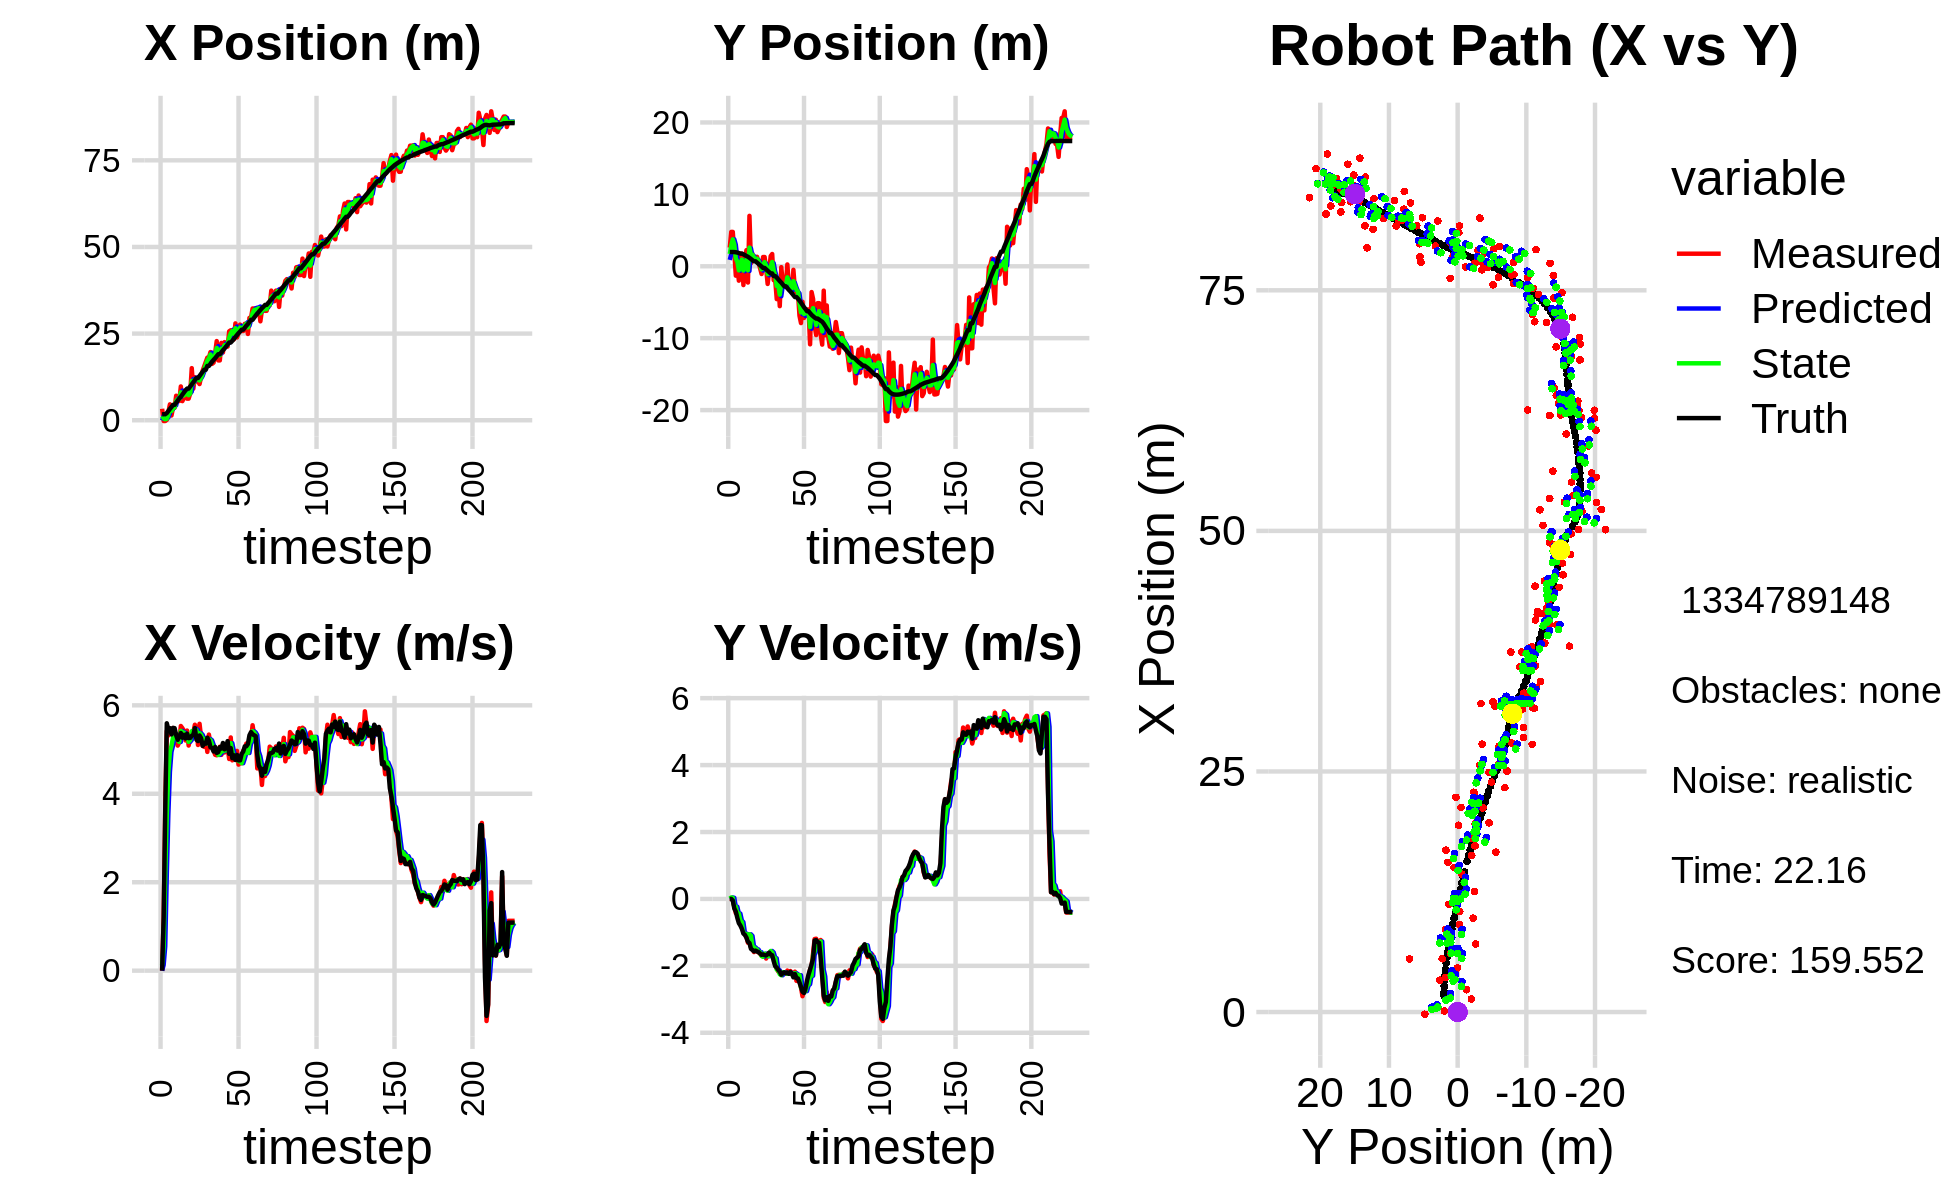 X Position (m)
75
50
25
0
0
50
100
150
200
timestep
Y Position (m)
20
10
0
-10
-20
0
50
100
150
200
timestep
X Velocity (m/s)
6
4
2
0
0
50
100
150
200
timestep
Y Velocity (m/s)
6
4
2
0
-2
-4
0
50
100
150
200
timestep
Robot Path (X vs Y)
X Position (m)
75
50
25
0
20 10 0 -10 -20
Y Position (m)
variable
Measured
Predicted
State
Truth
1334789148
Obstacles: none
Noise: realistic
Time: 22.16
Score: 159.552